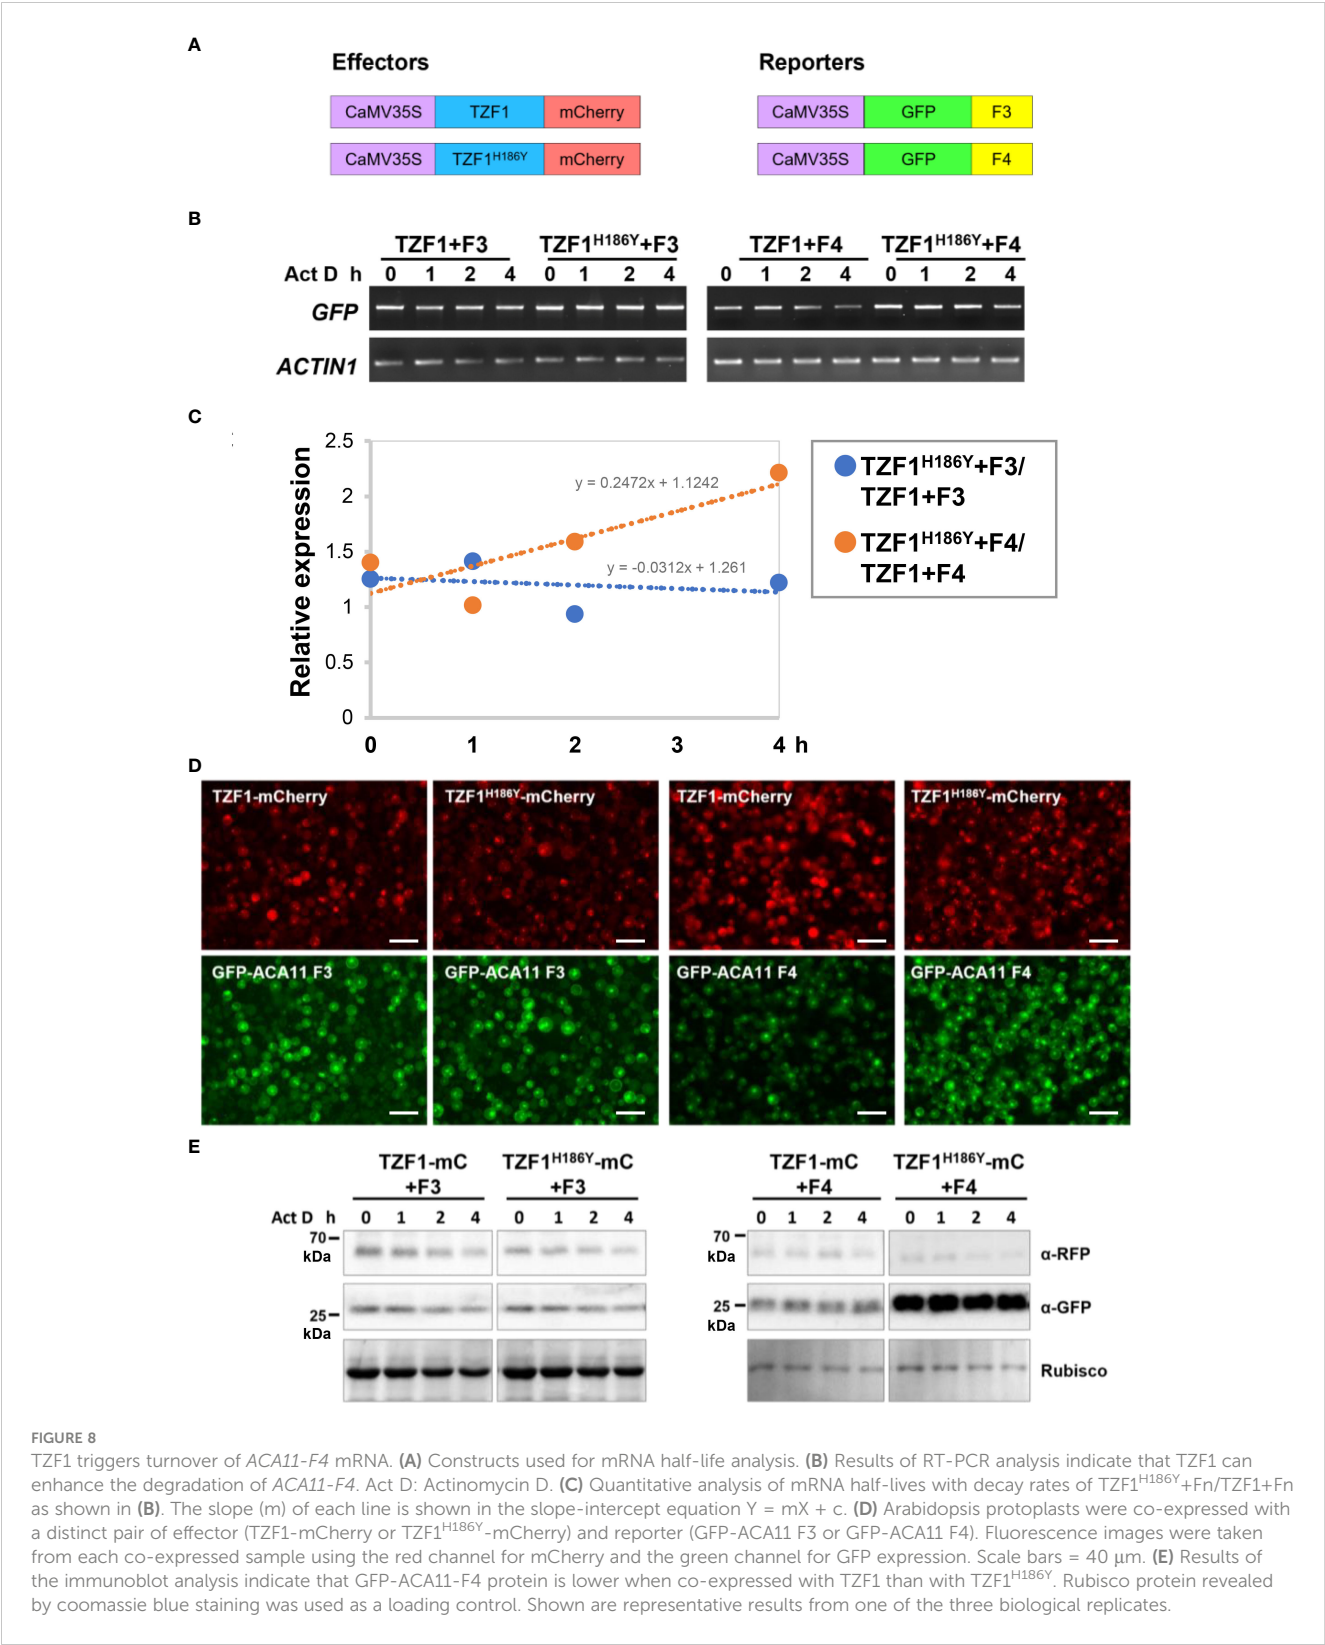 A
Effectors
Reporters
CaMV35S TZF1 mCherry
CaMV35S GFP F3
CaMV35S TZF1H186Y mCherry
CaMV35S GFP F4
B
TZF1+F3 TZF1H186Y+F3 TZF1+F4 TZF1H186Y+F4
Act D h 0 1 2 4 0 1 2 4 0 1 2 4 0 1 2 4
GFP
ACTIN1
C
Relative expression
2.5
2
1.5
1
0.5
0
0 1 2 3 4 h
y = 0.2472x + 1.1242
y = -0.0312x + 1.261
TZF1H186Y+F3/
TZF1+F3
TZF1H186Y+F4/
TZF1+F4
D
TZF1-mCherry TZF1H186Y-mCherry TZF1-mCherry TZF1H186Y-mCherry
GFP-ACA11 F3 GFP-ACA11 F3 GFP-ACA11 F4 GFP-ACA11 F4
E
TZF1-mC TZF1H186Y-mC TZF1-mC TZF1H186Y-mC
+F3 +F3 +F4 +F4
Act D h 0 1 2 4 0 1 2 4 0 1 2 4 0 1 2 4
70
kDa
70
kDa
α-RFP
25
kDa
25
kDa
α-GFP
Rubisco
FIGURE 8
TZF1 triggers turnover of ACA11-F4 mRNA. (A) Constructs used for mRNA half-life analysis. (B) Results of RT-PCR analysis indicate that TZF1 can
enhance the degradation of ACA11-F4. Act D: Actinomycin D. (C) Quantitative analysis of mRNA half-lives with decay rates of TZF1H186Y+Fn/TZF1+Fn
as shown in (B). The slope (m) of each line is shown in the slope-intercept equation Y = mX + c. (D) Arabidopsis protoplasts were co-expressed with
a distinct pair of effector (TZF1-mCherry or TZF1H186Y-mCherry) and reporter (GFP-ACA11 F3 or GFP-ACA11 F4). Fluorescence images were taken
from each co-expressed sample using the red channel for mCherry and the green channel for GFP expression. Scale bars = 40 µm. (E) Results of
the immunoblot analysis indicate that GFP-ACA11-F4 protein is lower when co-expressed with TZF1 than with TZF1H186Y. Rubisco protein revealed
by coomassie blue staining was used as a loading control. Shown are representative results from one of the three biological replicates.